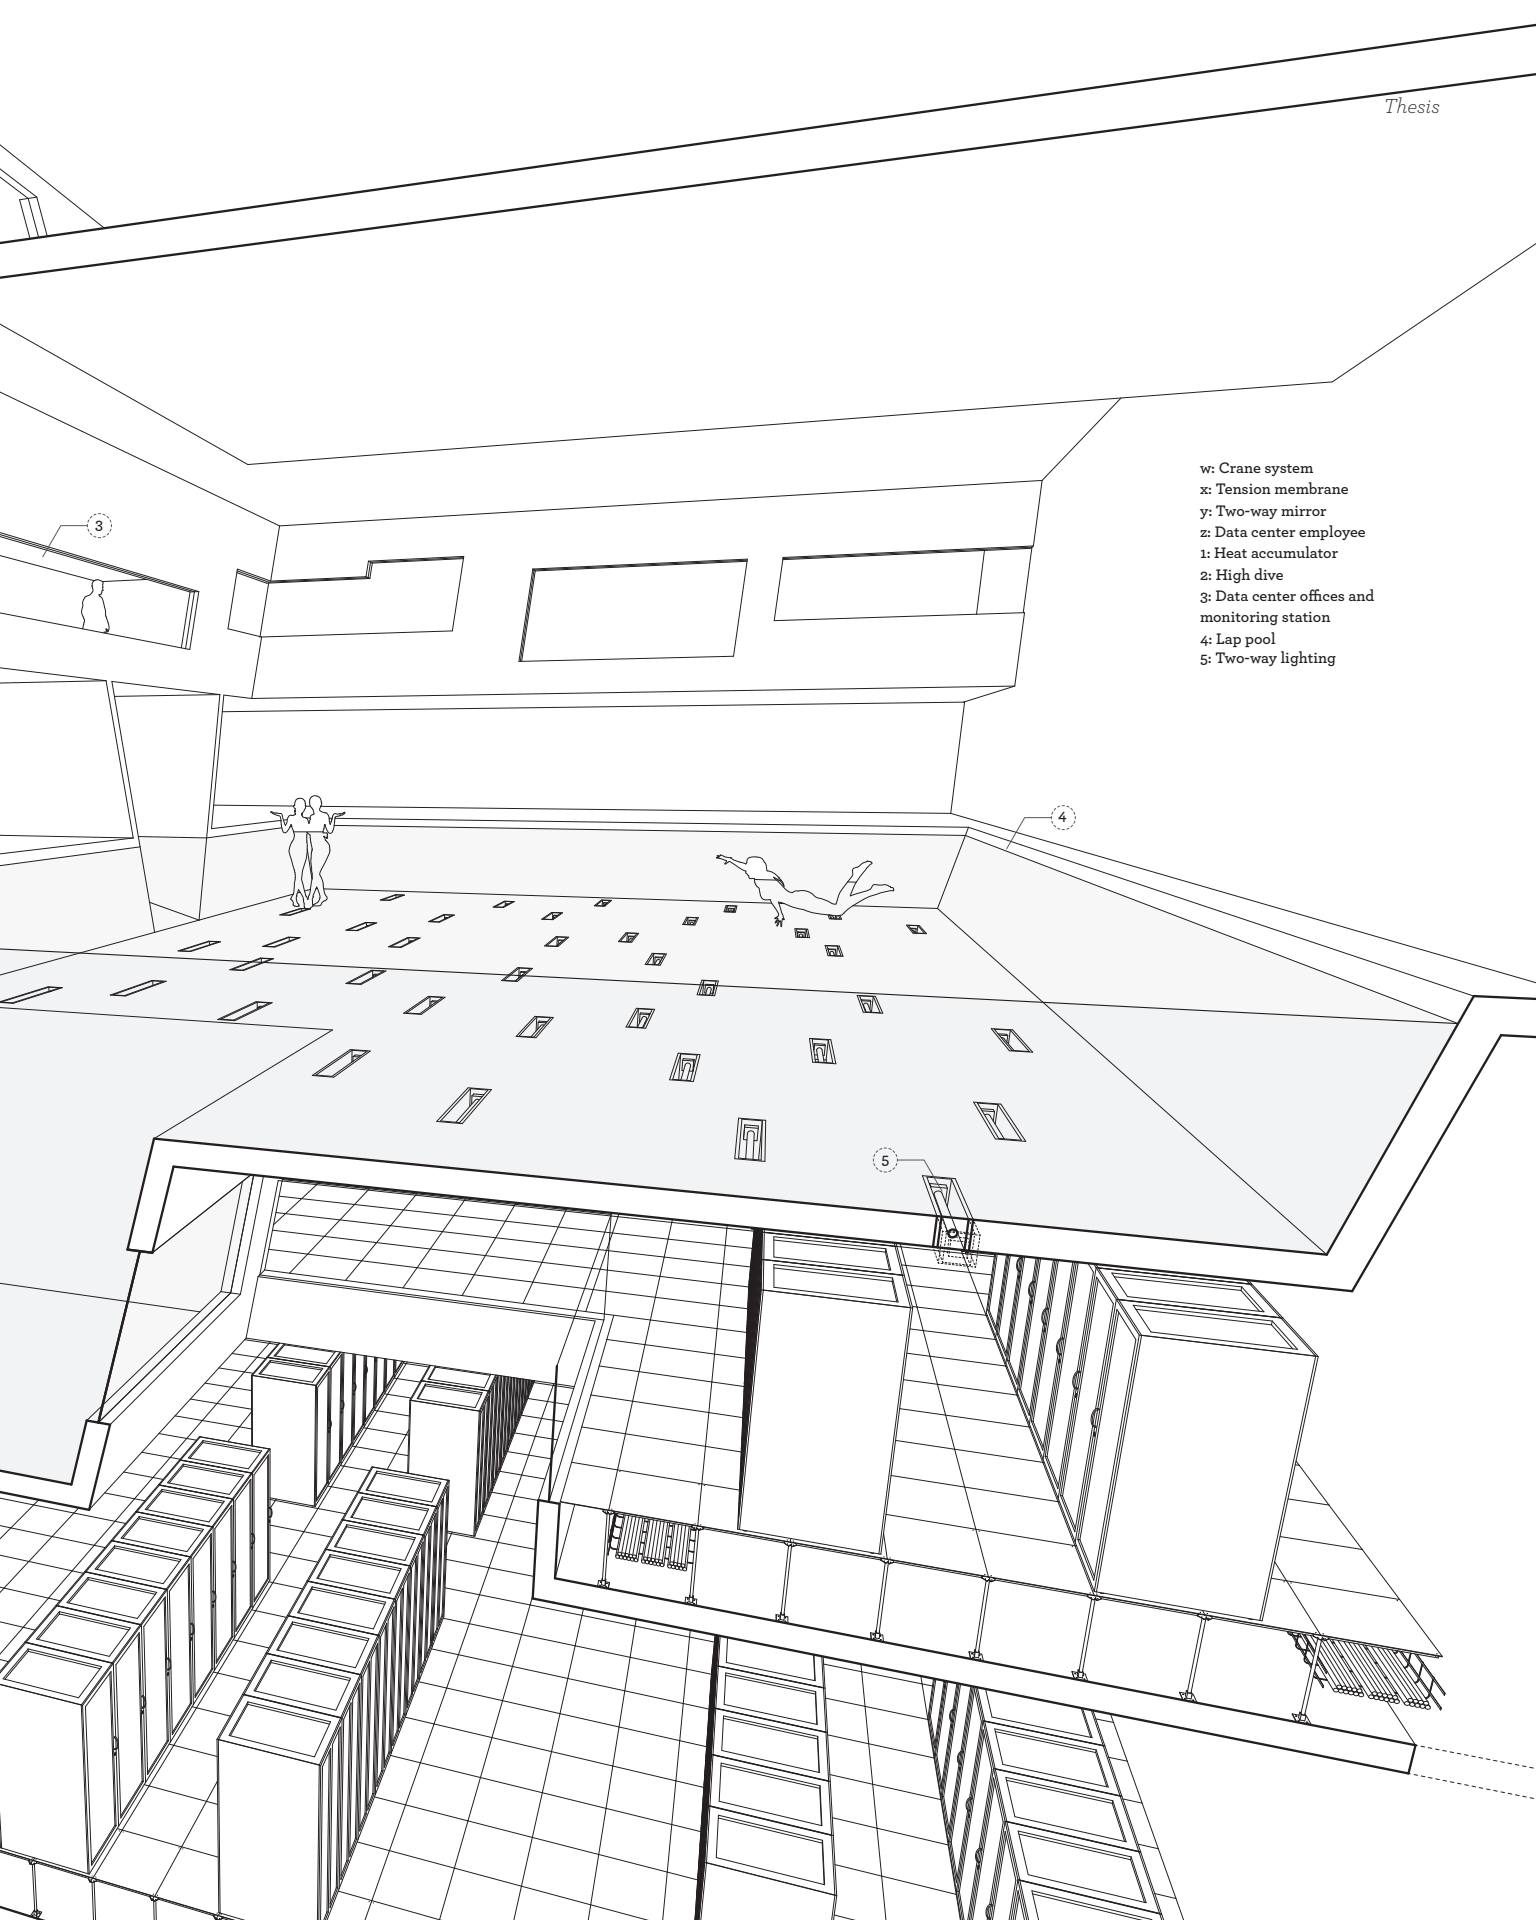 Thesis
w: Crane system
x: Tension membrane
y: Two-way mirror
z: Data center employee
1: Heat accumulator
2: High dive
3: Data center offices and
monitoring station
4: Lap pool
5: Two-way lighting
3
4
5